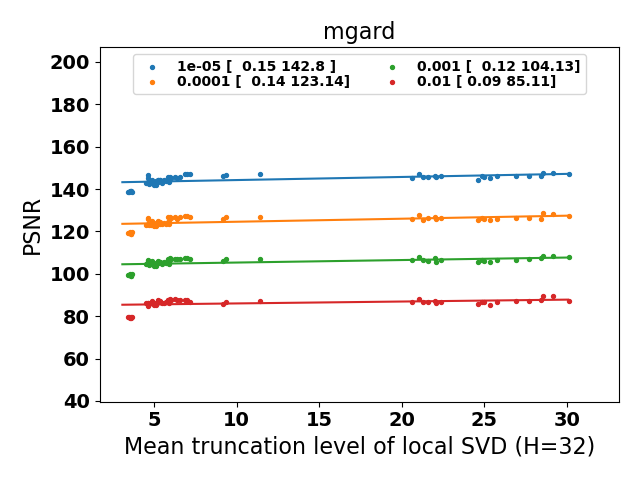 mgard
1e-05 [  0.15 142.8 ]
0.0001 [  0.14 123.14]
0.001 [  0.12 104.13]
0.01 [ 0.09 85.11]
PSNR
200
180
160
140
120
100
80
60
40
5 10 15 20 25 30
Mean truncation level of local SVD (H=32)